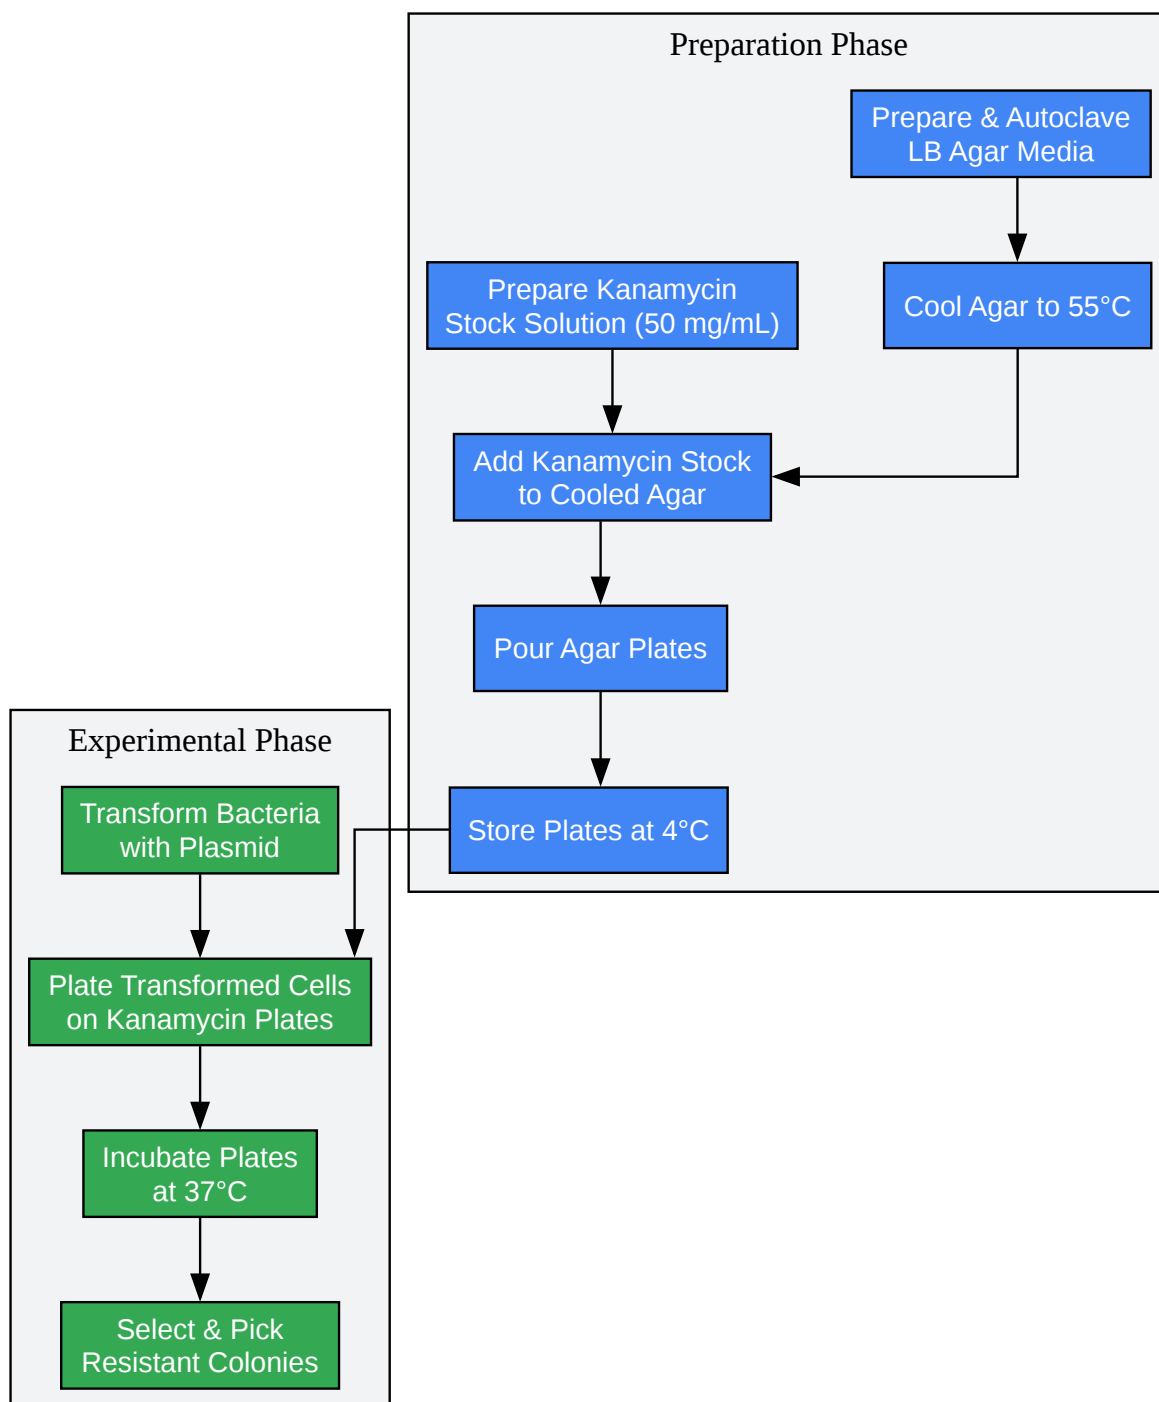 Preparation Phase
Prepare & Autoclave
LB Agar Media
Prepare Kanamycin
Stock Solution (50 mg/mL)
Cool Agar to 55°C
Add Kanamycin Stock
to Cooled Agar
Pour Agar Plates
Store Plates at 4°C
Experimental Phase
Transform Bacteria
with Plasmid
Plate Transformed Cells
on Kanamycin Plates
Incubate Plates
at 37°C
Select & Pick
Resistant Colonies